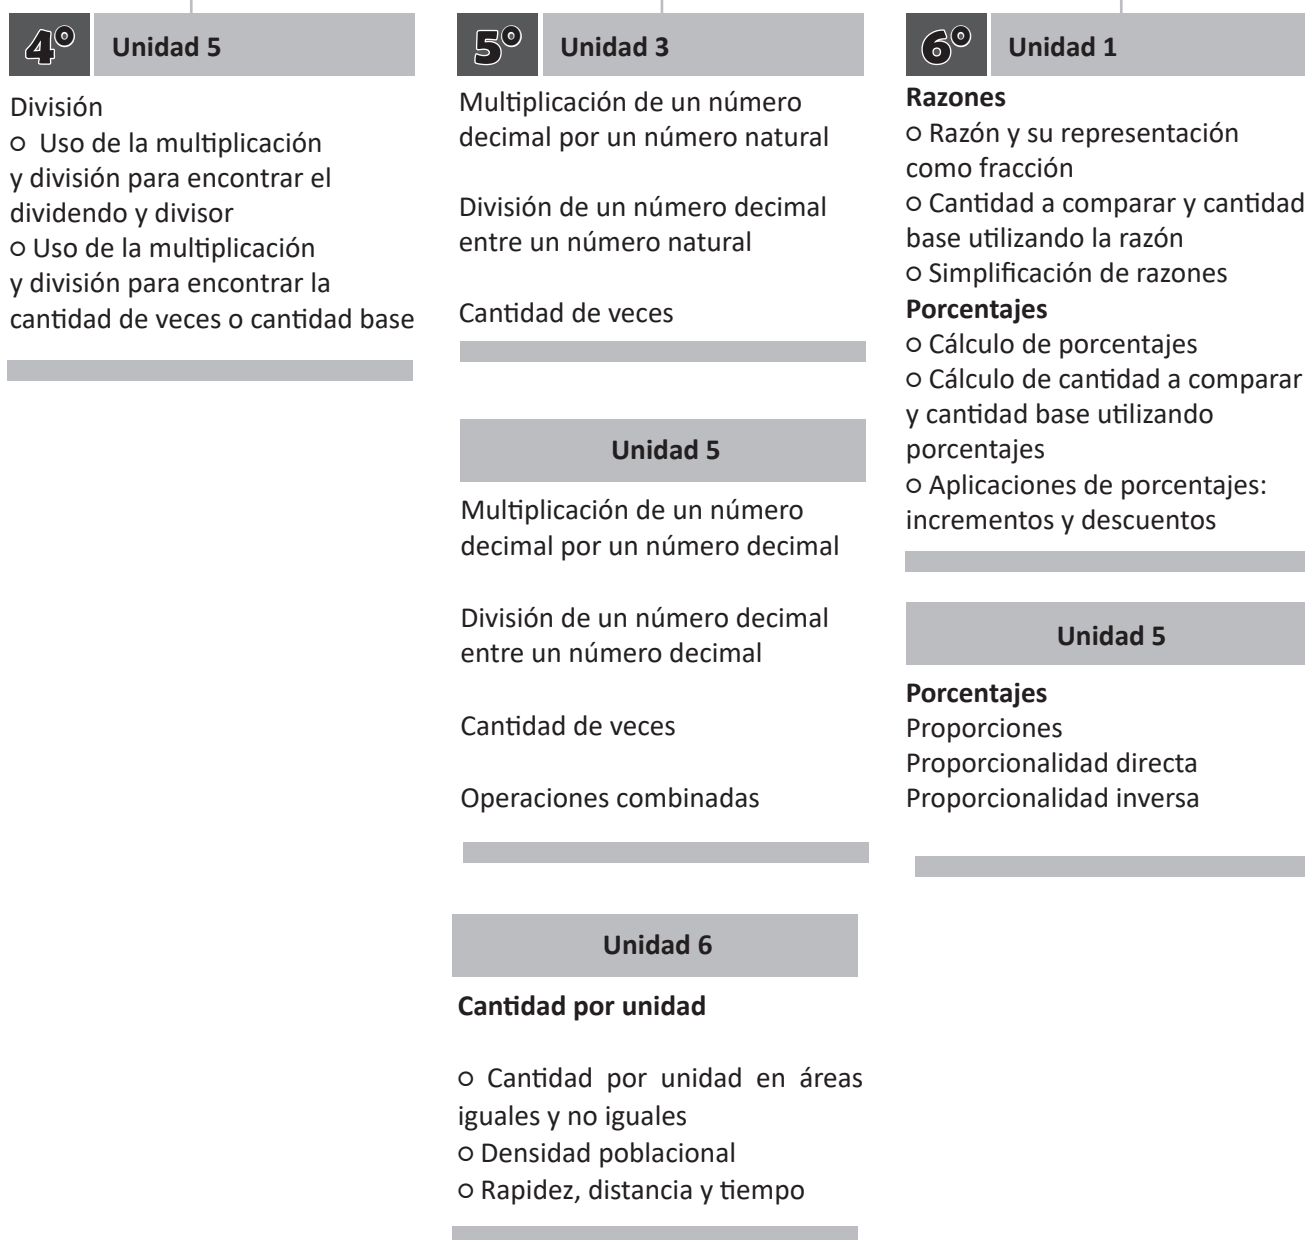 4º Unidad 5
División
○ Uso de la multiplicación
y división para encontrar el
dividendo y divisor
○ Uso de la multiplicación
y división para encontrar la
cantidad de veces o cantidad base
5º Unidad 3
Multiplicación de un número
decimal por un número natural
División de un número decimal
entre un número natural
Cantidad de veces
Unidad 5
Multiplicación de un número
decimal por un número decimal
División de un número decimal
entre un número decimal
Cantidad de veces
Operaciones combinadas
Unidad 6
Cantidad por unidad
○ Cantidad por unidad en áreas
iguales y no iguales
○ Densidad poblacional
○ Rapidez, distancia y tiempo
6º Unidad 1
Razones
○ Razón y su representación
como fracción
○ Cantidad a comparar y cantidad
base utilizando la razón
○ Simplificación de razones
Porcentajes
○ Cálculo de porcentajes
○ Cálculo de cantidad a comparar
y cantidad base utilizando
porcentajes
○ Aplicaciones de porcentajes:
incrementos y descuentos
Unidad 5
Porcentajes
Proporciones
Proporcionalidad directa
Proporcionalidad inversa